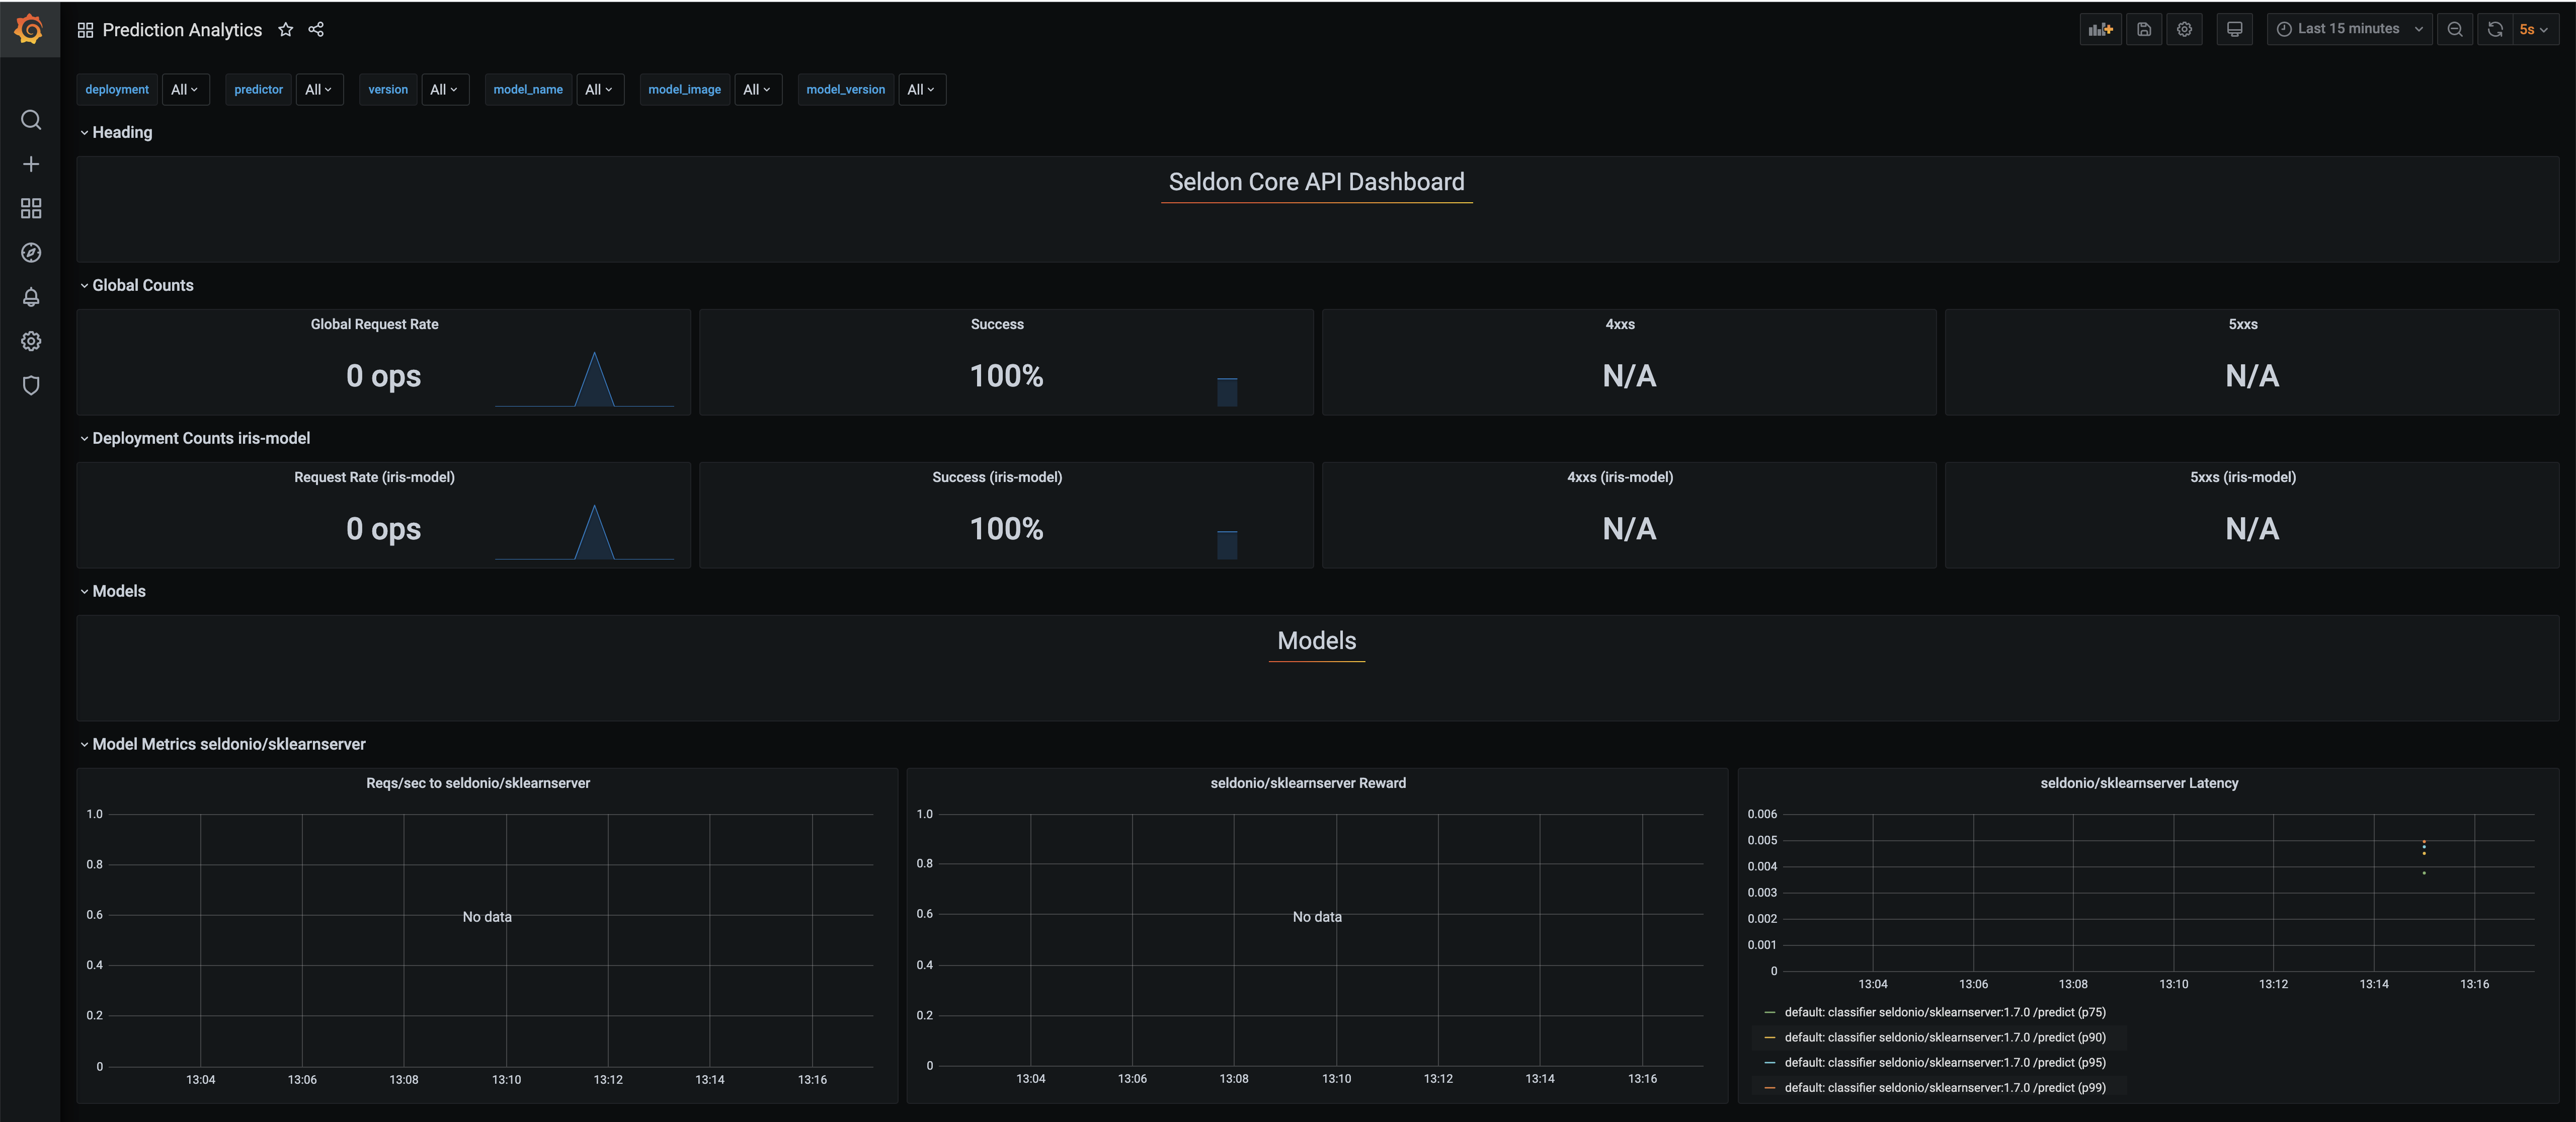 Prediction Analytics
Last 15 minutes
5s
deployment All predictor All version All model_name All model_image All model_version All
Heading
Seldon Core API Dashboard
Global Counts
Global Request Rate
0 ops
Success
100%
4xxs
N/A
5xxs
N/A
Deployment Counts iris-model
Request Rate (iris-model)
0 ops
Success (iris-model)
100%
4xxs (iris-model)
N/A
5xxs (iris-model)
N/A
Models
Models
Model Metrics seldonio/sklearnserver
Reqs/sec to seldonio/sklearnserver
1.0
0.8
0.6
0.4
0.2
0
No data
13:04 13:06 13:08 13:10 13:12 13:14 13:16
seldonio/sklearnserver Reward
1.0
0.8
0.6
0.4
0.2
0
No data
13:04 13:06 13:08 13:10 13:12 13:14 13:16
seldonio/sklearnserver Latency
0.006
0.005
0.004
0.003
0.002
0.001
0
13:04 13:06 13:08 13:10 13:12 13:14 13:16
default: classifier seldonio/sklearnserver:1.7.0 /predict (p75)
default: classifier seldonio/sklearnserver:1.7.0 /predict (p90)
default: classifier seldonio/sklearnserver:1.7.0 /predict (p95)
default: classifier seldonio/sklearnserver:1.7.0 /predict (p99)